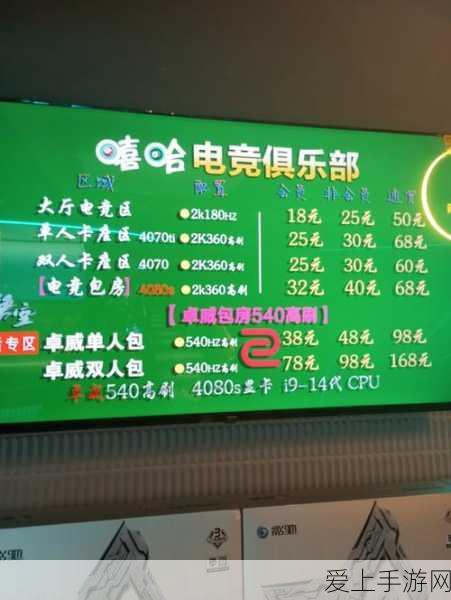 嘻哈电竞俱乐部
区域 配置 会员 非会员 通宵
大厅电竞区 2k180HZ 18元 25元 50元
单人卡座区 4070ti 2K360高刷 25元 30元 68元
双人卡座区 4070 2K360高刷 25元 30元 60元
【电竞包房】 4080s 2k360高刷 32元 40元 68元
【卓威包房540高刷】
专区 卓威单人包 540HZ高刷 38元 48元 98元
卓威双人包 540HZ高刷 78元 98元 168元
卓威540高刷 4080s显卡 i9-14代CPU
影驰
爱上手游网